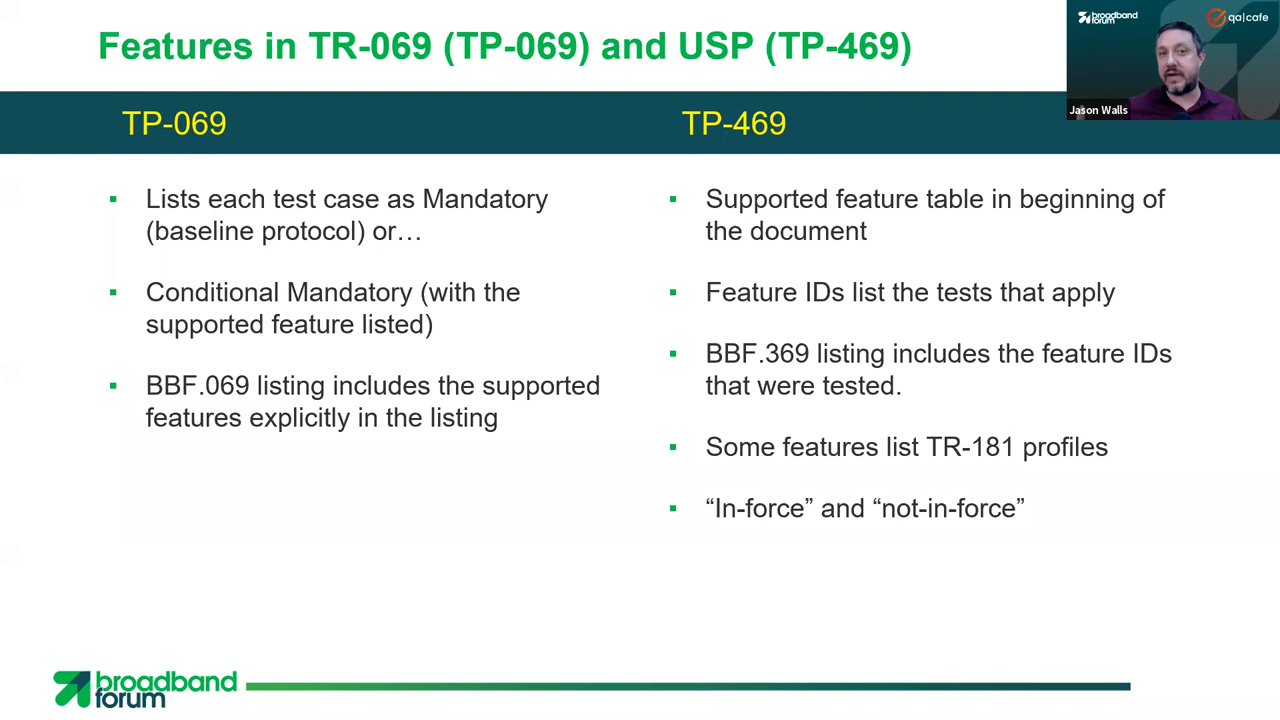 Features in TR-069 (TP-069) and USP (TP-469)
broadband
forum
qa|cafe
Jason Walls
TP-069
TP-469
▪ Lists each test case as Mandatory
(baseline protocol) or…
▪ Conditional Mandatory (with the
supported feature listed)
▪ BBF.069 listing includes the supported
features explicitly in the listing
▪ Supported feature table in beginning of
the document
▪ Feature IDs list the tests that apply
▪ BBF.369 listing includes the feature IDs
that were tested.
▪ Some features list TR-181 profiles
▪ “In-force” and “not-in-force”
broadband
forum